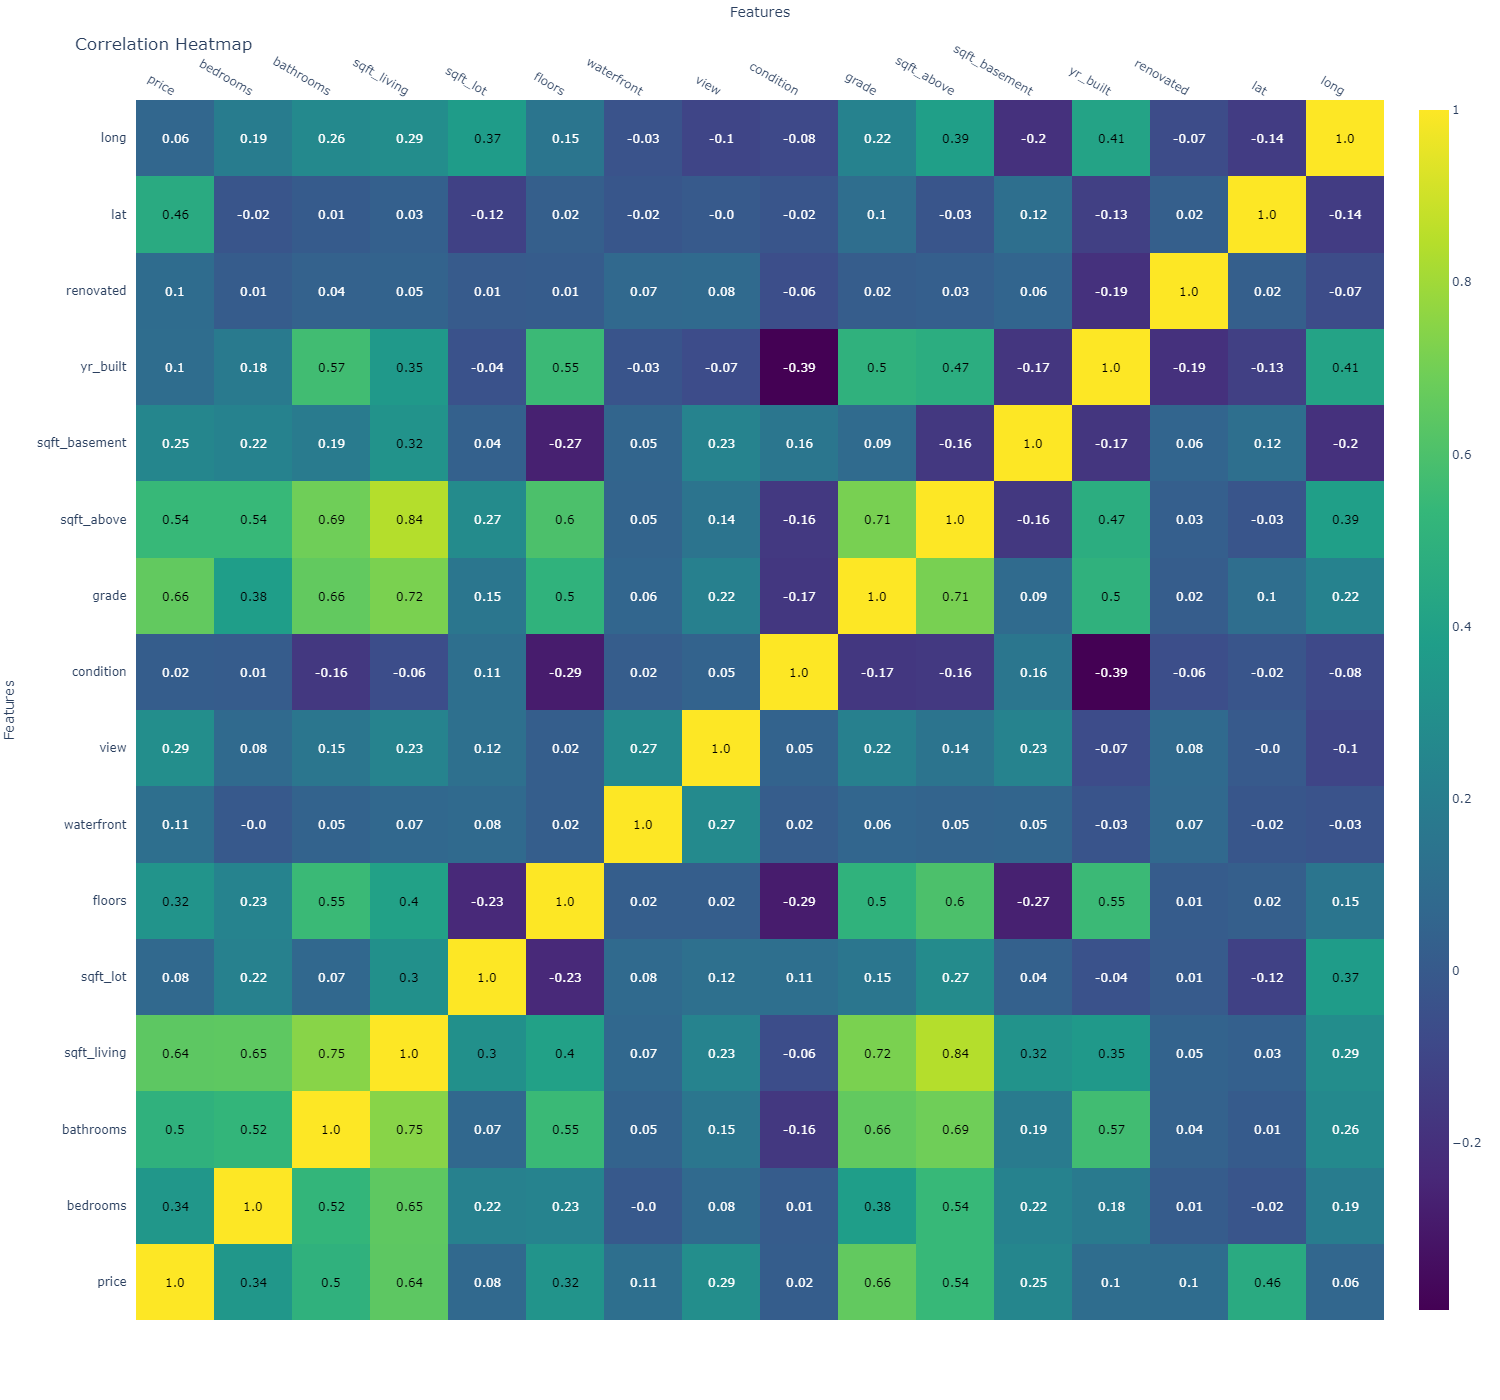 Features
Correlation Heatmap
price bedrooms bathrooms sqft_living sqft_lot floors waterfront view condition grade sqft_above sqft_basement yr_built renovated lat long
long 0.06 0.19 0.26 0.29 0.37 0.15 -0.03 -0.1 -0.08 0.22 0.39 -0.2 0.41 -0.07 -0.14 1.0
lat 0.46 -0.02 0.01 0.03 -0.12 0.02 -0.02 -0.0 -0.02 0.1 -0.03 0.12 -0.13 0.02 1.0 -0.14
renovated 0.1 0.01 0.04 0.05 0.01 0.01 0.07 0.08 -0.06 0.02 0.03 0.06 -0.19 1.0 0.02 -0.07
yr_built 0.1 0.18 0.57 0.35 -0.04 0.55 -0.03 -0.07 -0.39 0.5 0.47 -0.17 1.0 -0.19 -0.13 0.41
sqft_basement 0.25 0.22 0.19 0.32 0.04 -0.27 0.05 0.23 0.16 0.09 -0.16 1.0 -0.17 0.06 0.12 -0.2
sqft_above 0.54 0.54 0.69 0.84 0.27 0.6 0.05 0.14 -0.16 0.71 1.0 -0.16 0.47 0.03 -0.03 0.39
grade 0.66 0.38 0.66 0.72 0.15 0.5 0.06 0.22 -0.17 1.0 0.71 0.09 0.5 0.02 0.1 0.22
condition 0.02 0.01 -0.16 -0.06 0.11 -0.29 0.02 0.05 1.0 -0.17 -0.16 0.16 -0.39 -0.06 -0.02 -0.08
view 0.29 0.08 0.15 0.23 0.12 0.02 0.27 1.0 0.05 0.22 0.14 0.23 -0.07 0.08 -0.0 -0.1
waterfront 0.11 -0.0 0.05 0.07 0.08 0.02 1.0 0.27 0.02 0.06 0.05 0.05 -0.03 0.07 -0.02 -0.03
floors 0.32 0.23 0.55 0.4 -0.23 1.0 0.02 0.02 -0.29 0.5 0.6 -0.27 0.55 0.01 0.02 0.15
sqft_lot 0.08 0.22 0.07 0.3 1.0 -0.23 0.08 0.12 0.11 0.15 0.27 0.04 -0.04 0.01 -0.12 0.37
sqft_living 0.64 0.65 0.75 1.0 0.3 0.4 0.07 0.23 -0.06 0.72 0.84 0.32 0.35 0.05 0.03 0.29
bathrooms 0.5 0.52 1.0 0.75 0.07 0.55 0.05 0.15 -0.16 0.66 0.69 0.19 0.57 0.04 0.01 0.26
bedrooms 0.34 1.0 0.52 0.65 0.22 0.23 -0.0 0.08 0.01 0.38 0.54 0.22 0.18 0.01 -0.02 0.19
price 1.0 0.34 0.5 0.64 0.08 0.32 0.11 0.29 0.02 0.66 0.54 0.25 0.1 0.1 0.46 0.06
Features
1
0.8
0.6
0.4
0.2
0
−0.2